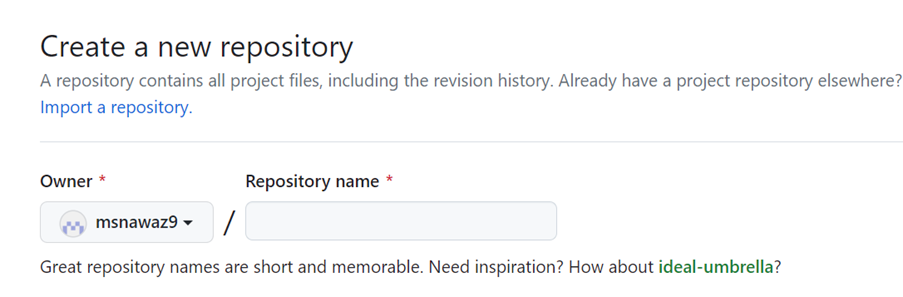 Create a new repository
A repository contains all project files, including the revision history. Already have a project repository elsewhere?
Import a repository.
Owner * Repository name *
msnawaz9 /
Great repository names are short and memorable. Need inspiration? How about ideal-umbrella?